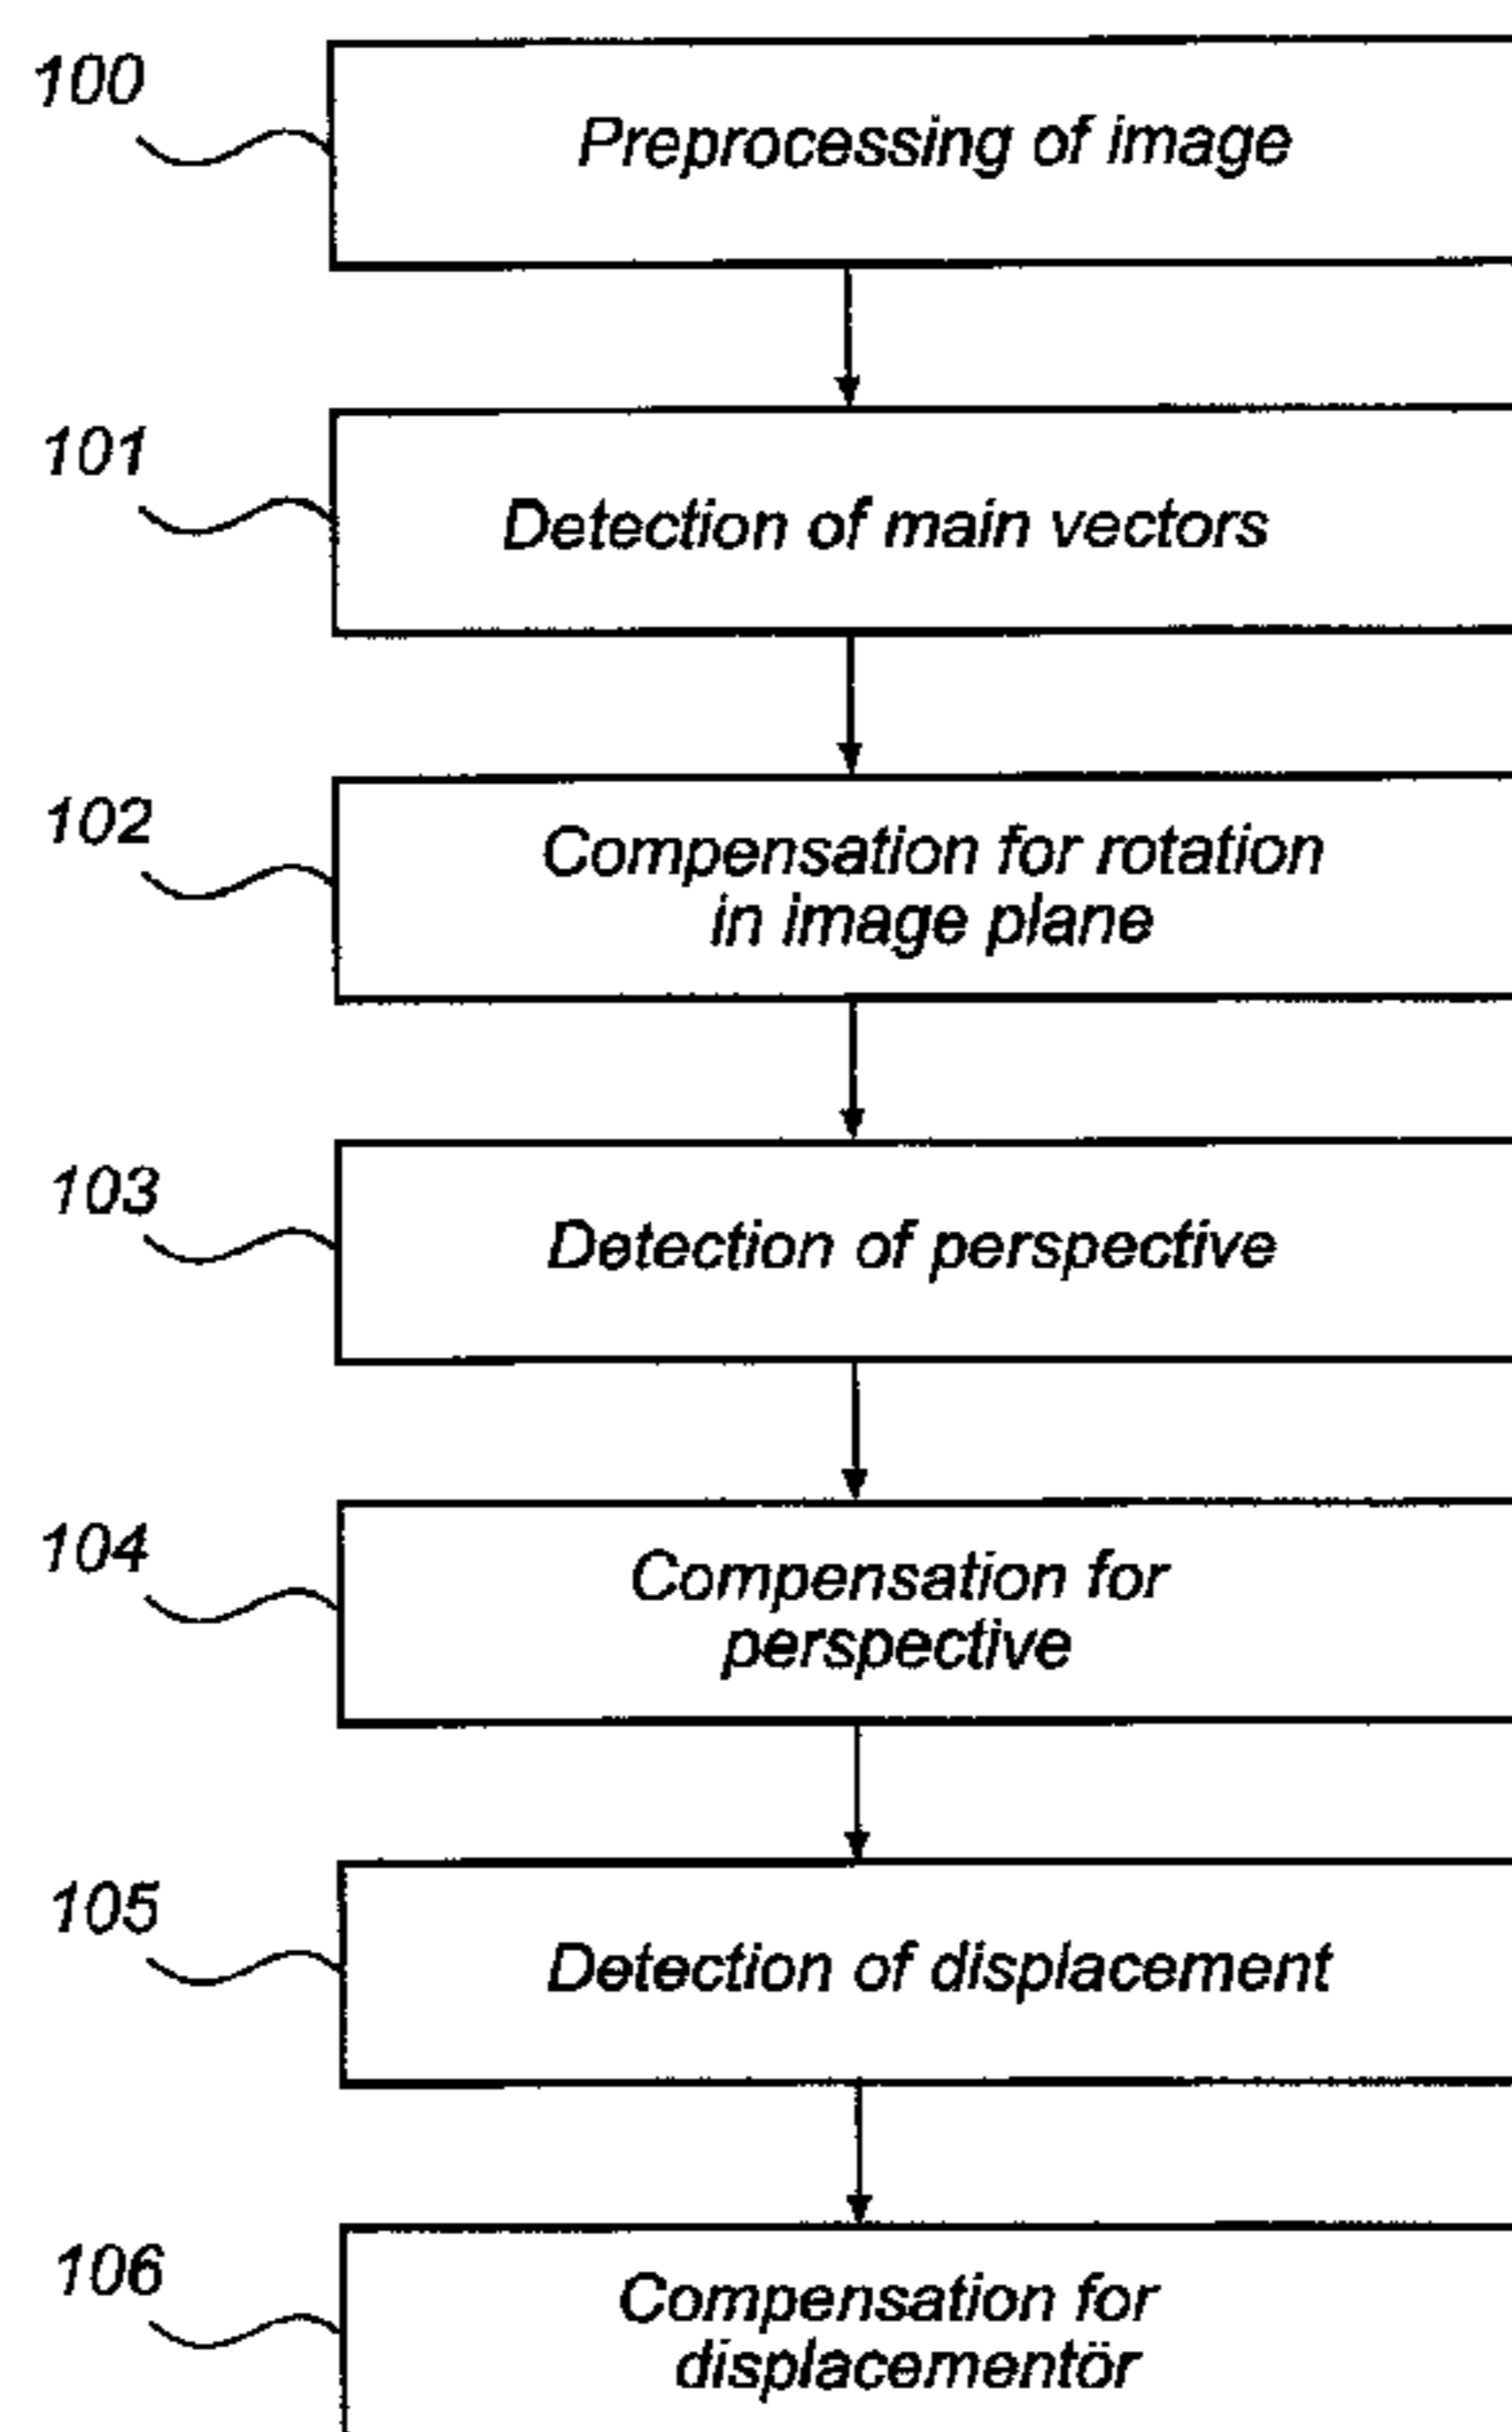 100
Preprocessing of image
101
Detection of main vectors
102
Compensation for rotation
in image plane
103
Detection of perspective
104
Compensation for
perspective
105
Detection of displacement
106
Compensation for
displacementör